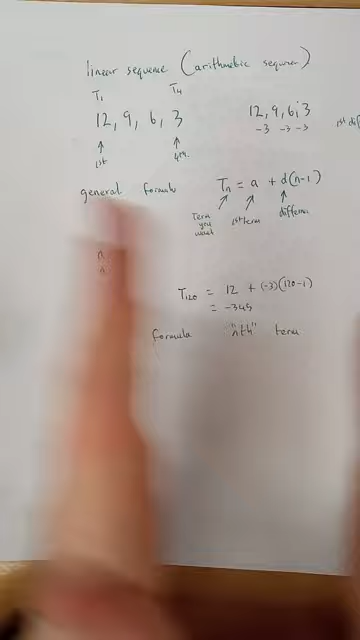 linear sequence (arithmetic sequence)
T1 T4
12, 9, 6, 3
12, 9, 6, 3
-3 -3 -3
1st
4th
general formula
Tn = a + d(n-1)
Term you want
1st term
difference
T120 = 12 + (-3)(120-1)
= -345
formula "nth" term